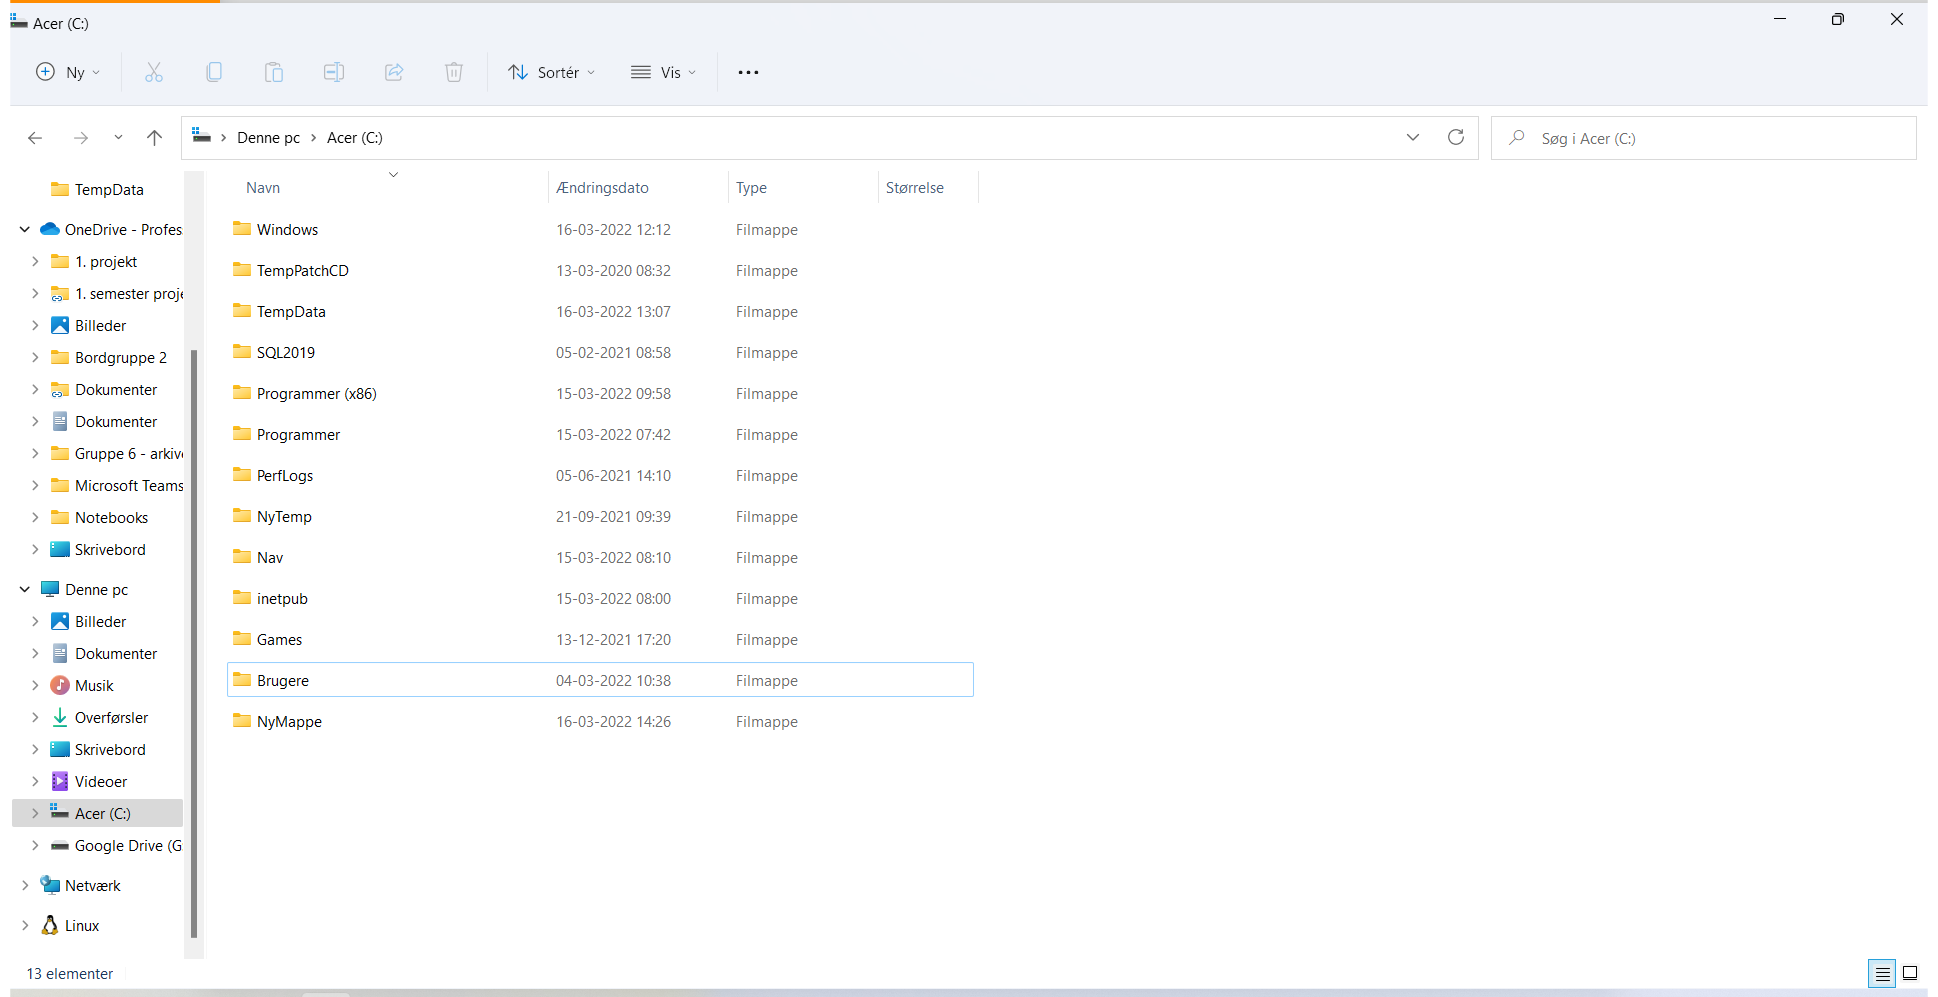 Acer (C:)
Ny
Sortér
Vis
Denne pc
Acer (C:)
Søg i Acer (C:)
TempData
OneDrive - Profes
1. projekt
1. semester proje
Billeder
Bordgruppe 2
Dokumenter
Dokumenter
Gruppe 6 - arkive
Microsoft Teams
Notebooks
Skrivebord
Denne pc
Billeder
Dokumenter
Musik
Overførsler
Skrivebord
Videoer
Acer (C:)
Google Drive (G
Netværk
Linux
Navn Ændringsdato Type Størrelse
Windows 16-03-2022 12:12 Filmappe
TempPatchCD 13-03-2020 08:32 Filmappe
TempData 16-03-2022 13:07 Filmappe
SQL2019 05-02-2021 08:58 Filmappe
Programmer (x86) 15-03-2022 09:58 Filmappe
Programmer 15-03-2022 07:42 Filmappe
PerfLogs 05-06-2021 14:10 Filmappe
NyTemp 21-09-2021 09:39 Filmappe
Nav 15-03-2022 08:10 Filmappe
inetpub 15-03-2022 08:00 Filmappe
Games 13-12-2021 17:20 Filmappe
Brugere 04-03-2022 10:38 Filmappe
NyMappe 16-03-2022 14:26 Filmappe
13 elementer